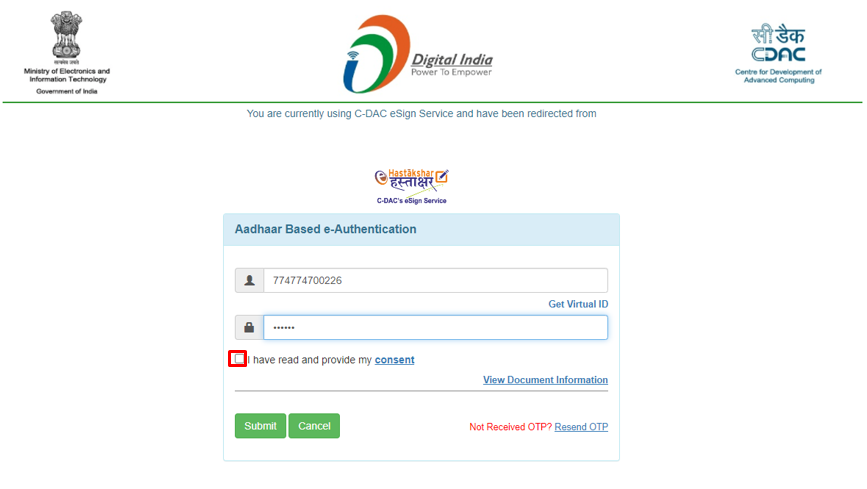 सत्यमेव जयते
Ministry of Electronics and
Information Technology
Government of India
Digital India
Power To Empower
सी डैक
CDAC
Centre for Development of
Advanced Computing
You are currently using C-DAC eSign Service and have been redirected from
eHastākshar
हस्ताक्षर
C-DAC's eSign Service
Aadhaar Based e-Authentication
774774700226
Get Virtual ID
••••••
I have read and provide my consent
View Document Information
Submit Cancel Not Received OTP? Resend OTP